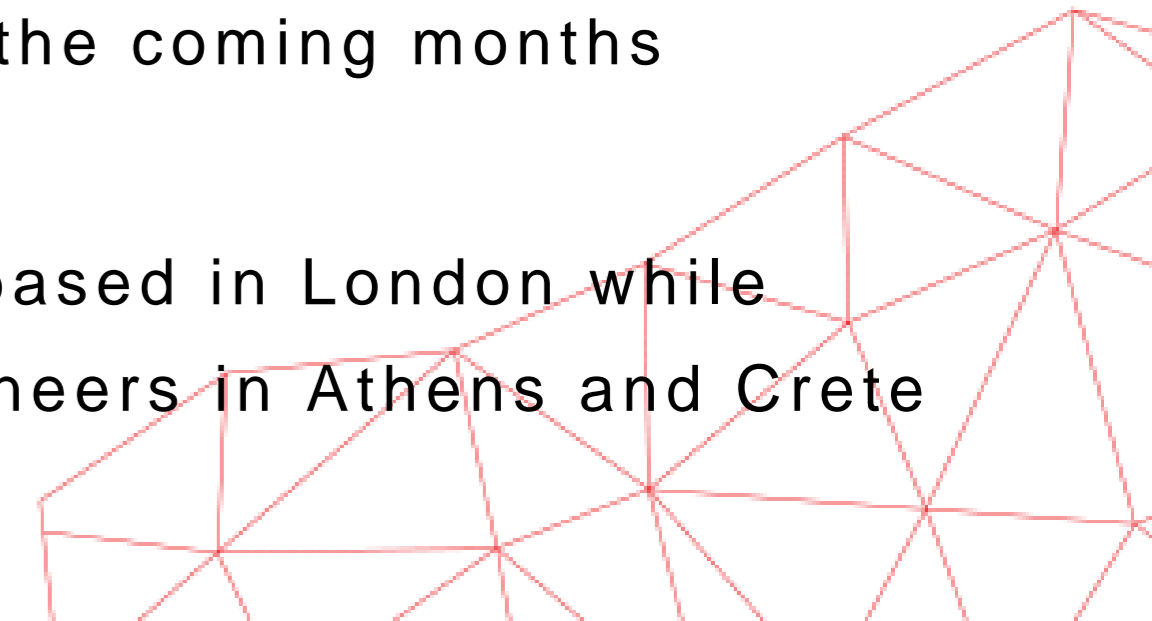 the coming months
based in London while
neers in Athens and Crete